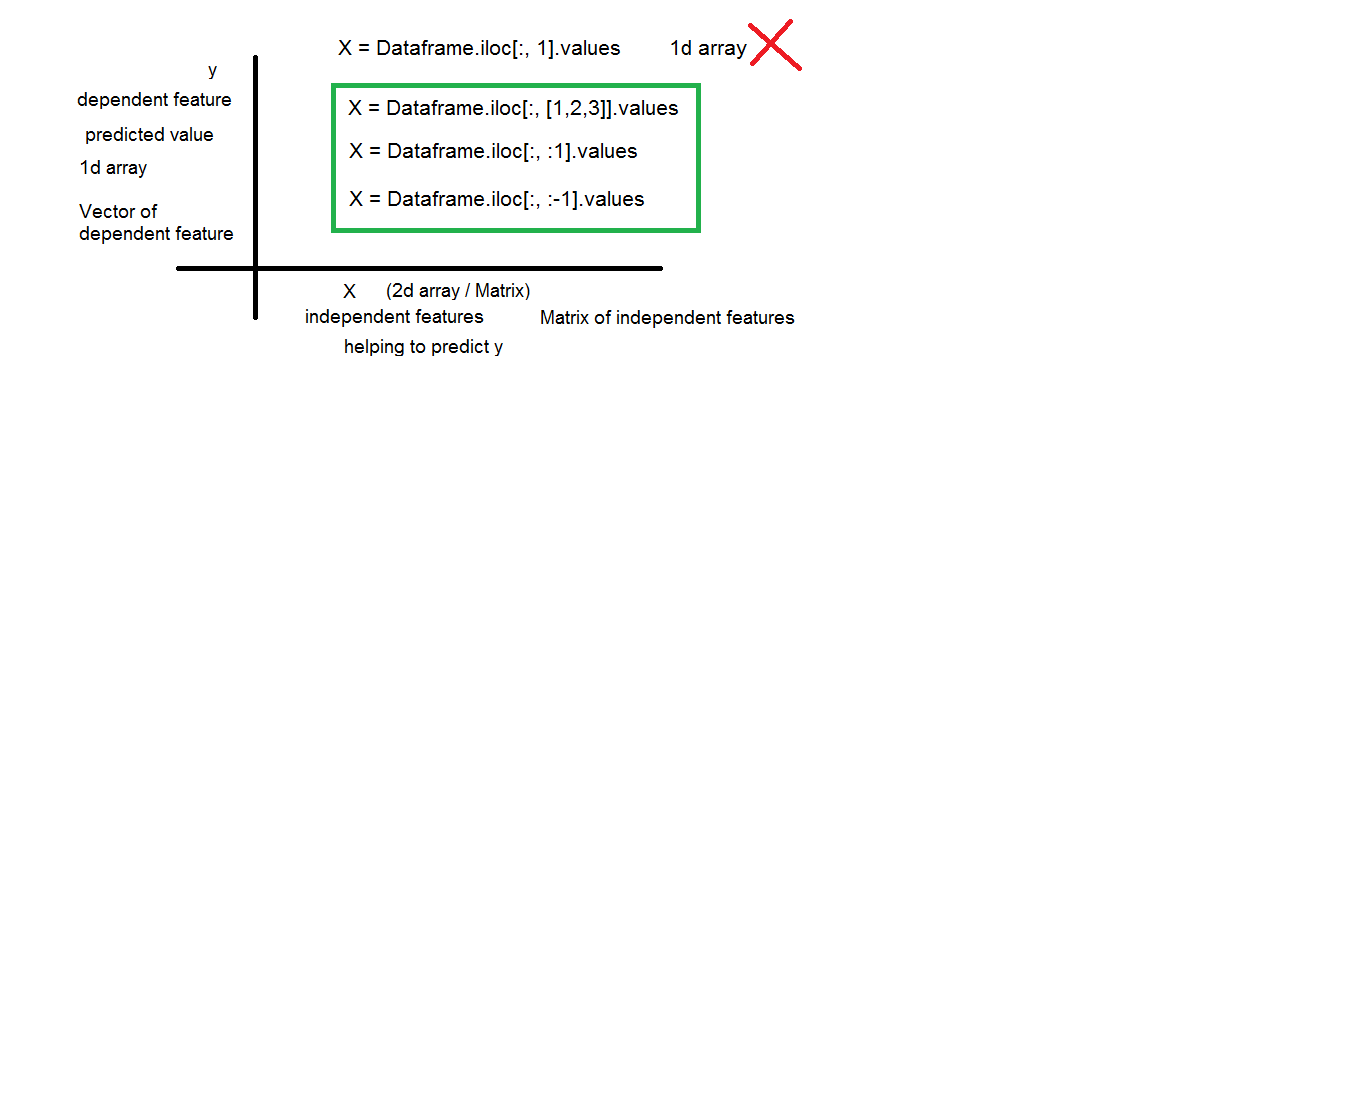 X = Dataframe.iloc[:, 1].values 1d array
y
dependent feature
predicted value
1d array
Vector of
dependent feature
X = Dataframe.iloc[:, [1,2,3]].values
X = Dataframe.iloc[:, :1].values
X = Dataframe.iloc[:, :-1].values
X (2d array / Matrix)
independent features Matrix of independent features
helping to predict y